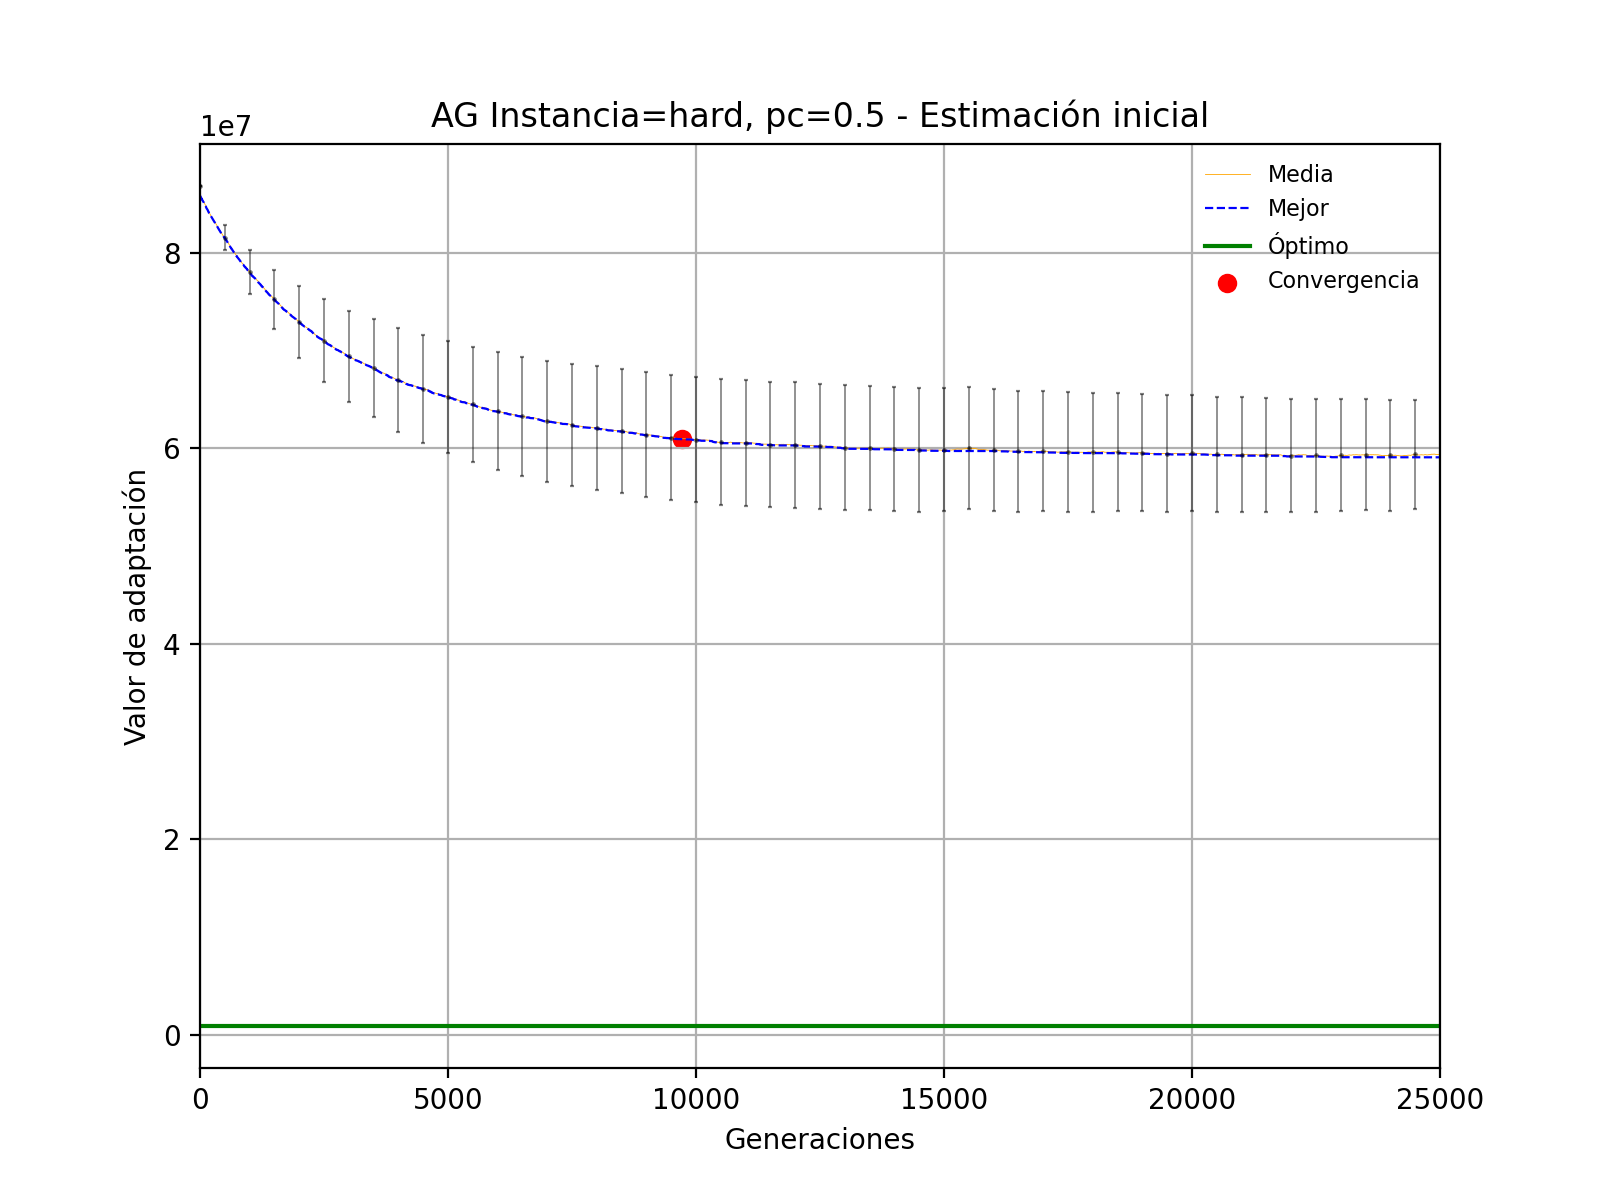 AG Instancia=hard, pc=0.5 - Estimación inicial
1e7
Media
Mejor
Óptimo
Convergencia
8
6
4
2
0
Valor de adaptación
0 5000 10000 15000 20000 25000
Generaciones